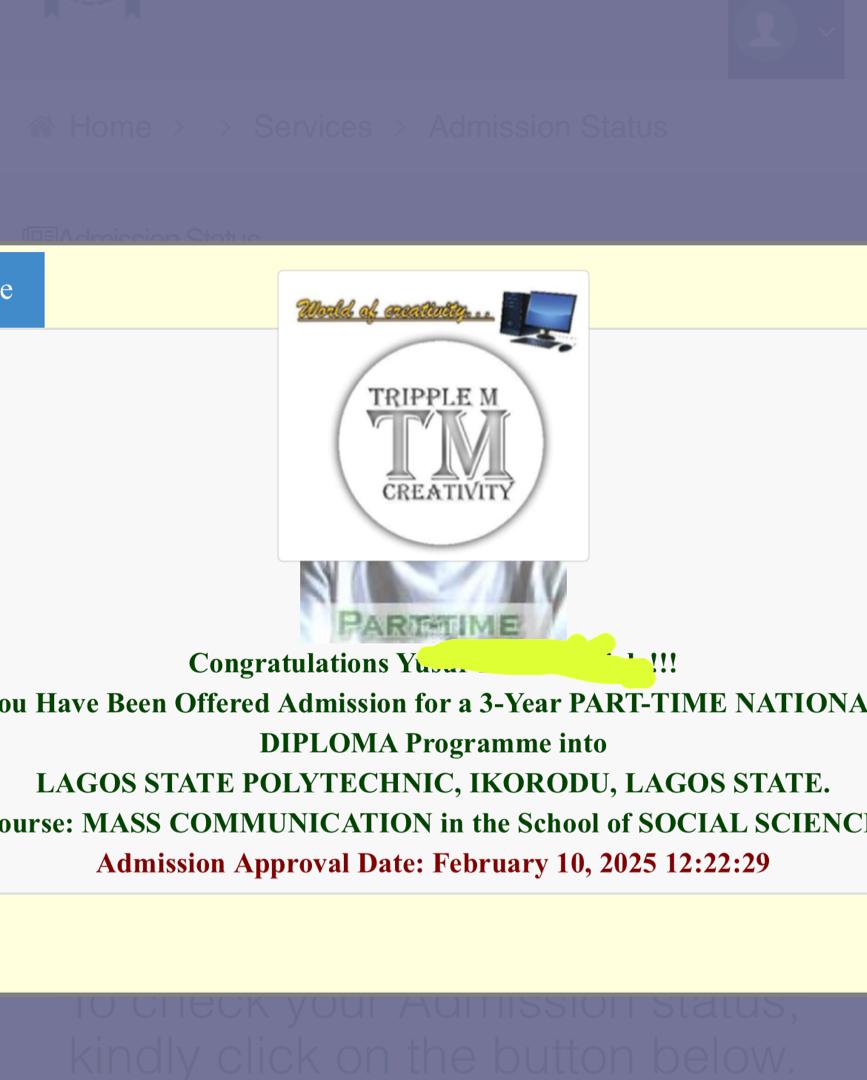 Home > > Services > Admission Status
Admission Status
e
World of creativity...
TRIPPLE M
TM
CREATIVITY
PART-TIME
Congratulations !!!
ou Have Been Offered Admission for a 3-Year PART-TIME NATIONA
DIPLOMA Programme into
LAGOS STATE POLYTECHNIC, IKORODU, LAGOS STATE.
ourse: MASS COMMUNICATION in the School of SOCIAL SCIENC
Admission Approval Date: February 10, 2025 12:22:29
To check your Admission status,
kindly click on the button below.